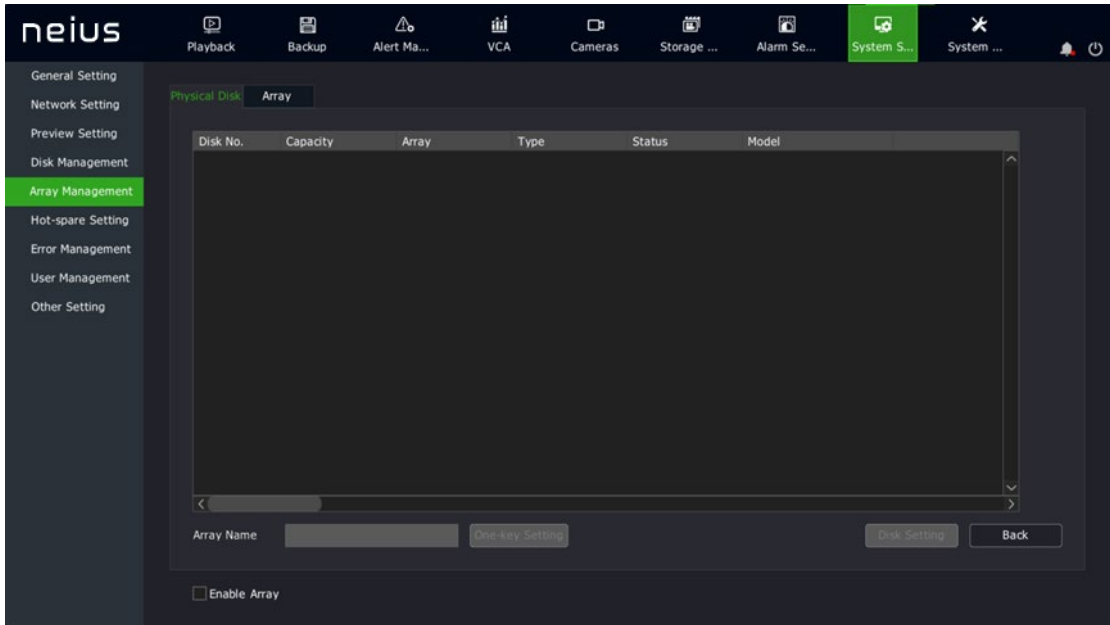 neius
Playback Backup Alert Ma... VCA Cameras Storage ... Alarm Se... System S... System ...
General Setting
Network Setting
Preview Setting
Disk Management
Array Management
Hot-spare Setting
Error Management
User Management
Other Setting
Physical Disk Array
Disk No. Capacity Array Type Status Model
Array Name One-key Setting Disk Setting Back
Enable Array